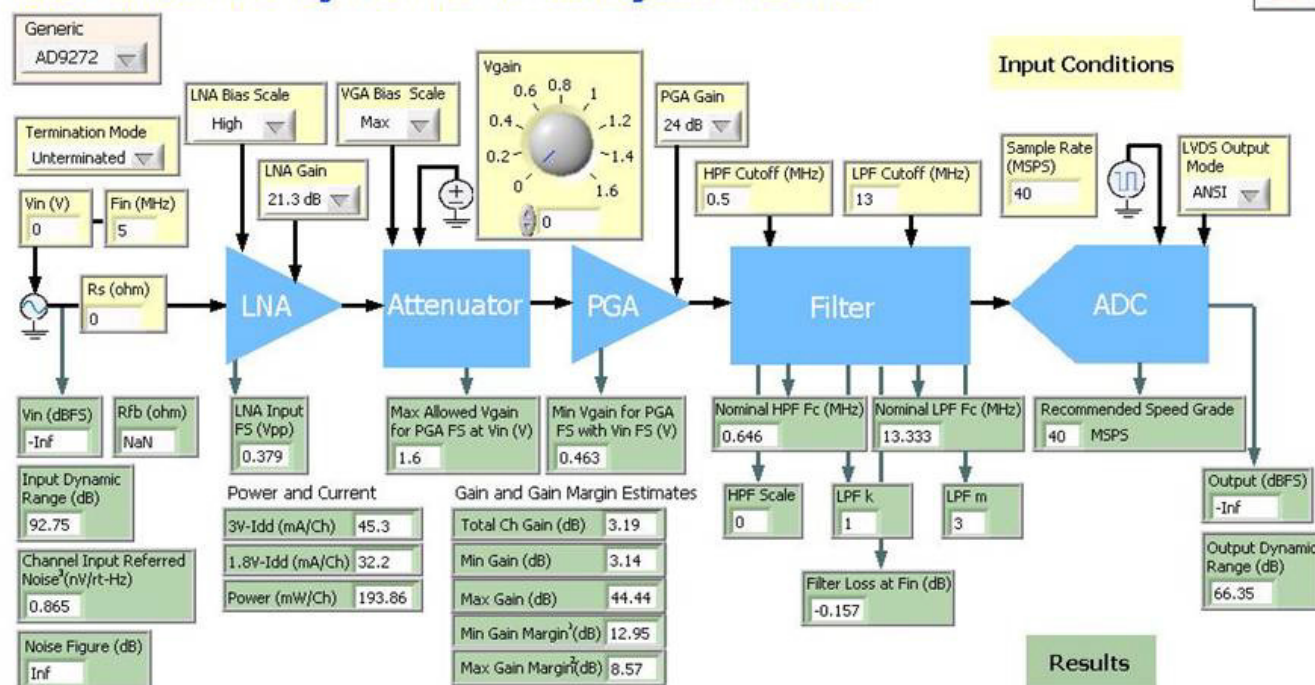 Generic
AD9272
Input Conditions
Termination Mode
Unterminated
LNA Bias Scale
High
VGA Bias Scale
Max
Vgain
0
0.2
0.4
0.6
0.8
1
1.2
1.4
1.6
0
PGA Gain
24 dB
LNA Gain
21.3 dB
HPF Cutoff (MHz)
0.5
LPF Cutoff (MHz)
13
Sample Rate
(MSPS)
40
LVDS Output
Mode
ANSI
Vin (V)
0
Fin (MHz)
5
Rs (ohm)
0
LNA
Attenuator
PGA
Filter
ADC
Vin (dBFS)
-Inf
Rfb (ohm)
NaN
LNA Input
FS (Vpp)
0.379
Max Allowed Vgain
for PGA FS at Vin (V)
1.6
Min Vgain for PGA
FS with Vin FS (V)
0.463
Nominal HPF Fc (MHz)
0.646
Nominal LPF Fc (MHz)
13.333
Recommended Speed Grade
40 MSPS
Input Dynamic
Range (dB)
92.75
Channel Input Referred
Noise³(nV/rt-Hz)
0.865
Noise Figure (dB)
Inf
Power and Current
3V-Idd (mA/Ch) 45.3
1.8V-Idd (mA/Ch) 32.2
Power (mW/Ch) 193.86
Gain and Gain Margin Estimates
Total Ch Gain (dB) 3.19
Min Gain (dB) 3.14
Max Gain (dB) 44.44
Min Gain Margin¹(dB) 12.95
Max Gain Margin²(dB) 8.57
HPF Scale
0
LPF k
1
LPF m
3
Filter Loss at Fin (dB)
-0.157
Output (dBFS)
-Inf
Output Dynamic
Range (dB)
66.35
Results